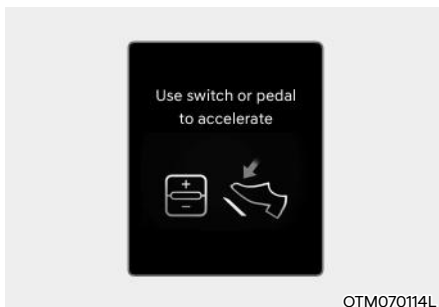 Use switch or pedal
to accelerate
+
−
OTM070114L